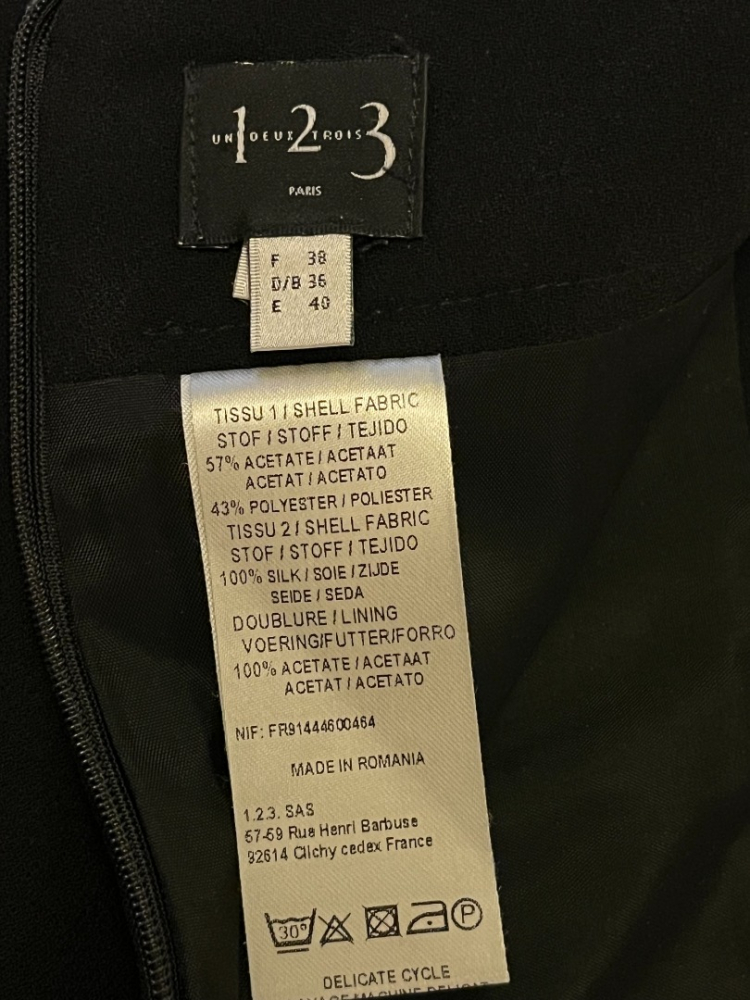 UN 1 DEUX 2 TROIS 3
PARIS
F 38
D/B 36
E 40
TISSU 1 / SHELL FABRIC
STOF / STOFF / TEJIDO
57% ACETATE / ACETAAT
ACETAT / ACETATO
43% POLYESTER / POLIESTER
TISSU 2 / SHELL FABRIC
STOF / STOFF / TEJIDO
100% SILK / SOIE / ZIJDE
SEIDE / SEDA
DOUBLURE / LINING
VOERING/FUTTER/FORRO
100% ACETATE / ACETAAT
ACETAT / ACETATO
NIF: FR91444600464
MADE IN ROMANIA
1.2.3. SAS
57-59 Rue Henri Barbuse
92614 Clichy cedex France
30° P
DELICATE CYCLE
MACHINE